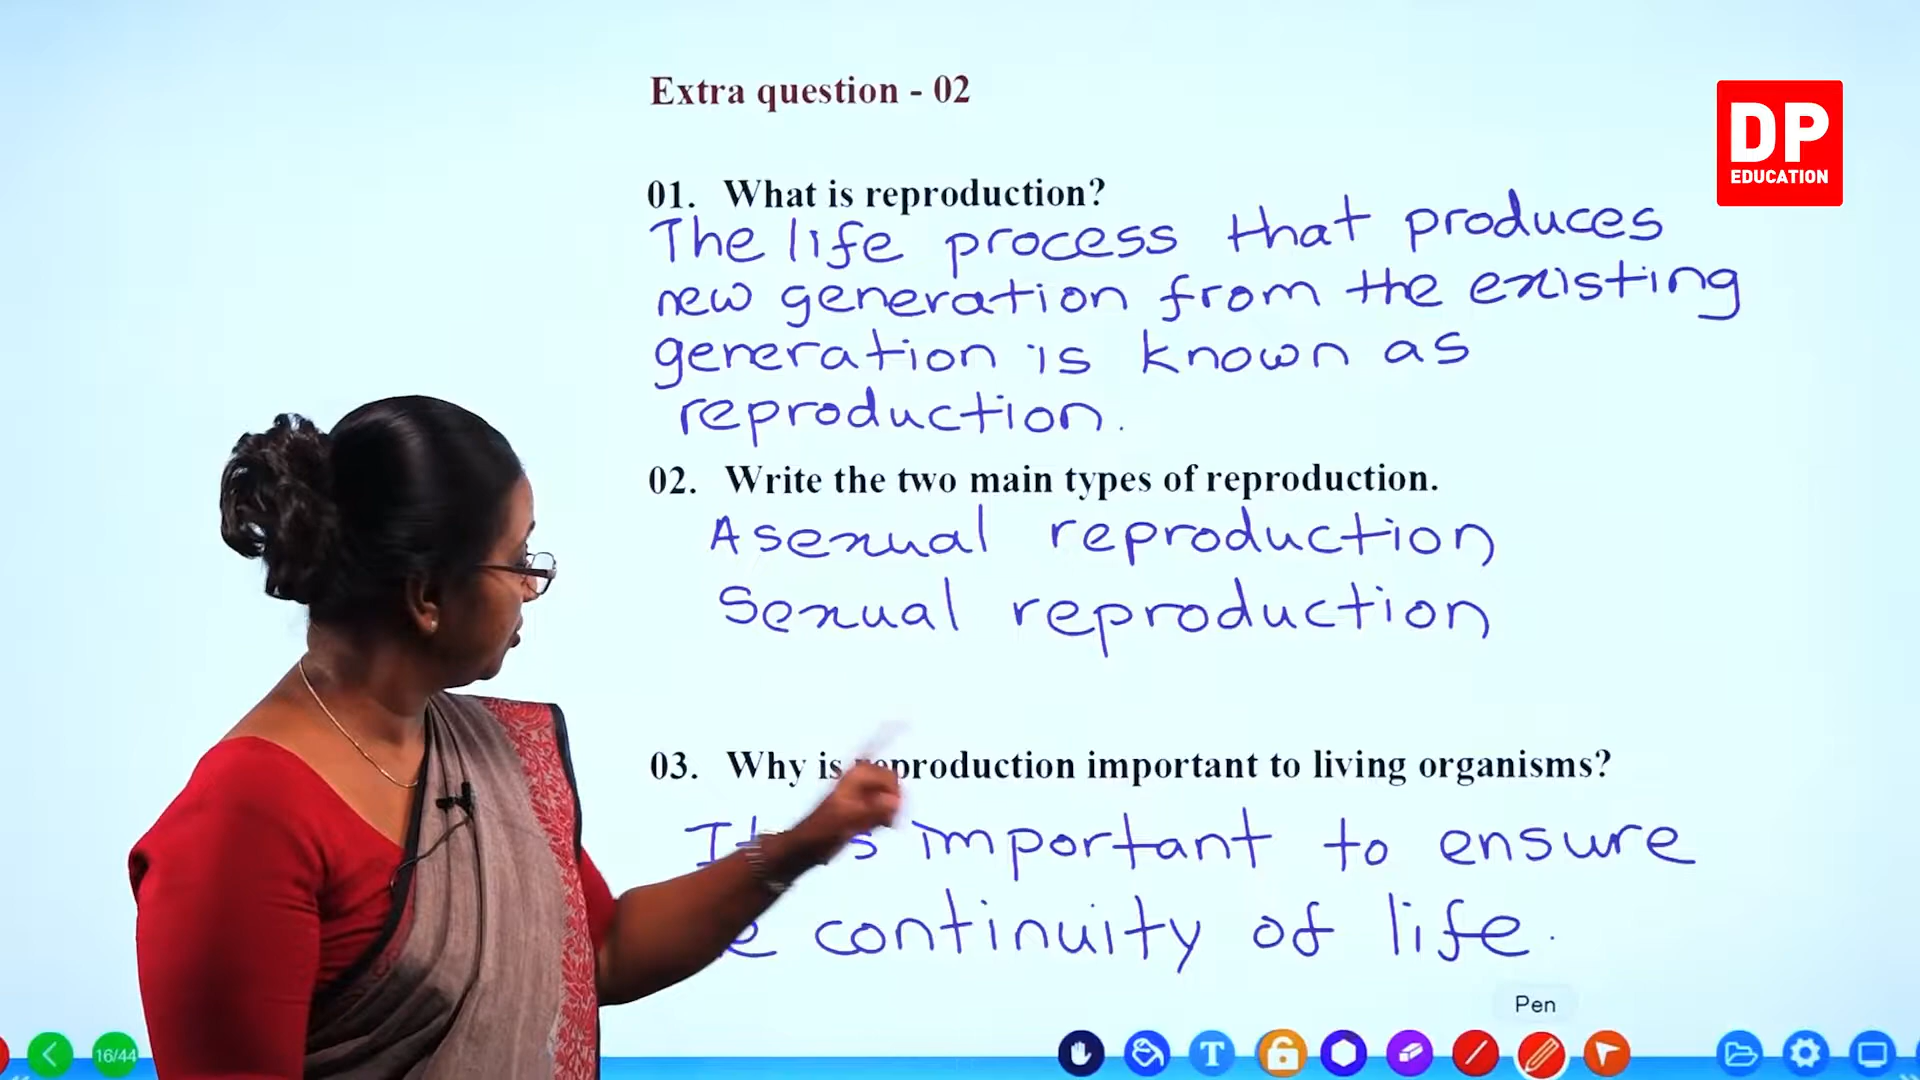 Extra question - 02
DP
EDUCATION
01. What is reproduction?
The life process that produces
new generation from the existing
generation is known as
reproduction.
02. Write the two main types of reproduction.
Asexual reproduction
Sexual reproduction
03. Why is reproduction important to living organisms?
important to ensure
continuity of life.
Pen
16/44
T